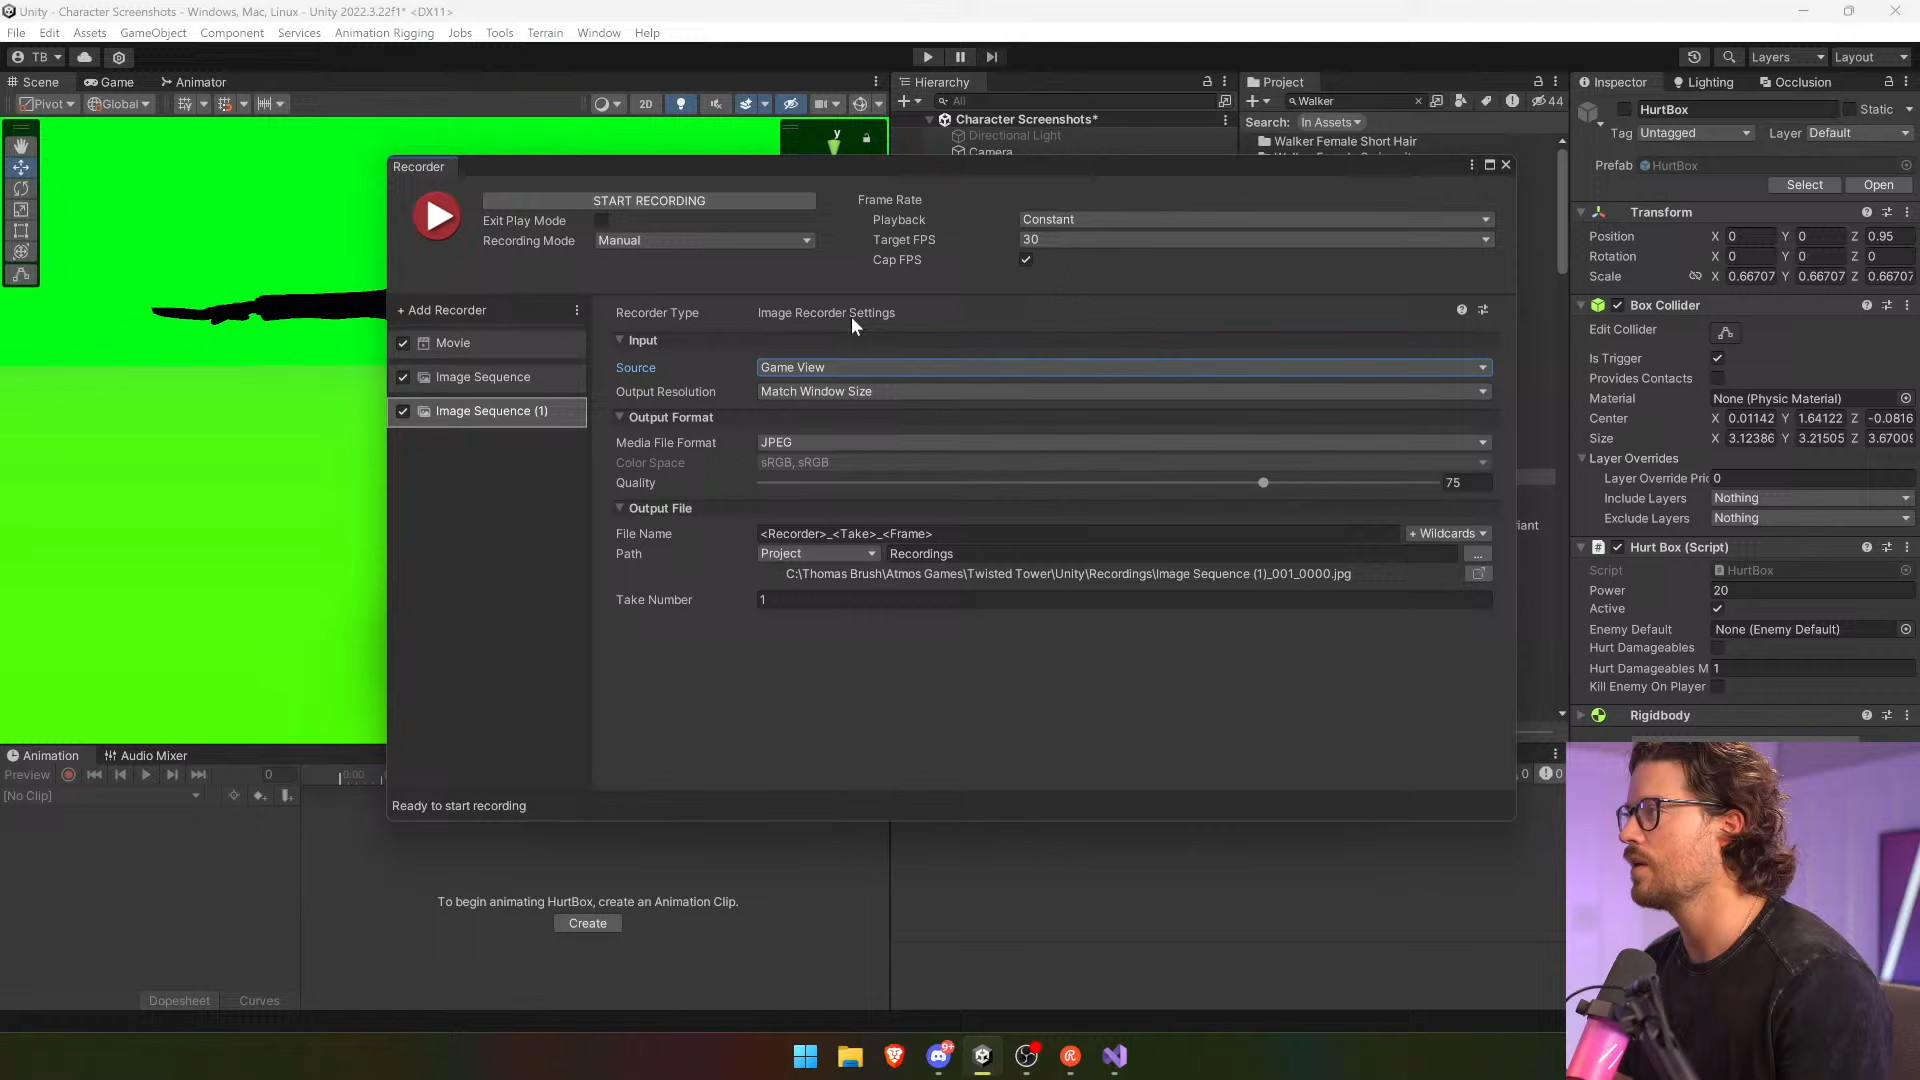 Unity - Character Screenshots - Windows, Mac, Linux - Unity 2022.3.22f1* <DX11>
File Edit Assets GameObject Component Services Animation Rigging Jobs Tools Terrain Window Help
TB Layers Layout
Scene Game Animator Hierarchy Project Inspector Lighting Occlusion
Pivot Global 2D All Walker 44 HurtBox Static
Character Screenshots* Search: In Assets
Tag Untagged Layer Default
y Directional Light Walker Female Short Hair
Camera
Prefab HurtBox
Select Open
Recorder
START RECORDING
Exit Play Mode
Recording Mode Manual
Frame Rate
Playback Constant
Target FPS 30
Cap FPS
+ Add Recorder
Movie
Image Sequence
Image Sequence (1)
Recorder Type Image Recorder Settings
Input
Source Game View
Output Resolution Match Window Size
Output Format
Media File Format JPEG
Color Space sRGB, sRGB
Quality 75
Output File
File Name <Recorder>_<Take>_<Frame> + Wildcards
Path Project Recordings ...
C:\Thomas Brush\Atmos Games\Twisted Tower\Unity\Recordings\Image Sequence (1)_001_0000.jpg
Take Number 1
Ready to start recording
iant
Transform
Position X 0 Y 0 Z 0.95
Rotation X 0 Y 0 Z 0
Scale X 0.66707 Y 0.66707 Z 0.66707
Box Collider
Edit Collider
Is Trigger
Provides Contacts
Material None (Physic Material)
Center X 0.01142 Y 1.64122 Z -0.0816
Size X 3.12386 Y 3.21505 Z 3.67009
Layer Overrides
Layer Override Pric 0
Include Layers Nothing
Exclude Layers Nothing
Hurt Box (Script)
Script HurtBox
Power 20
Active
Enemy Default None (Enemy Default)
Hurt Damageables
Hurt Damageables M 1
Kill Enemy On Player
Rigidbody
Animation Audio Mixer
Preview 0 0:00
0 0
[No Clip]
To begin animating HurtBox, create an Animation Clip.
Create
Dopesheet Curves
9+